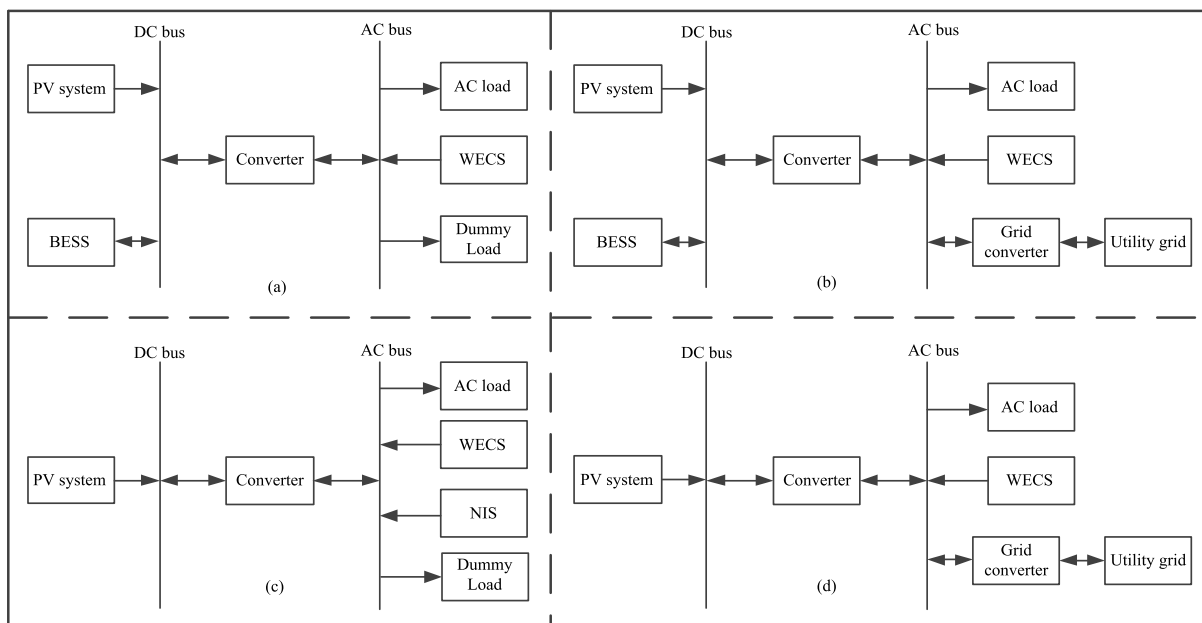 DC bus
AC bus
PV system
AC load
Converter
WECS
BESS
Dummy
Load
(a)
DC bus
AC bus
PV system
AC load
Converter
WECS
BESS
Grid
converter
Utility grid
(b)
DC bus
AC bus
AC load
WECS
PV system
Converter
NIS
Dummy
Load
(c)
DC bus
AC bus
AC load
PV system
Converter
WECS
Grid
converter
Utility grid
(d)